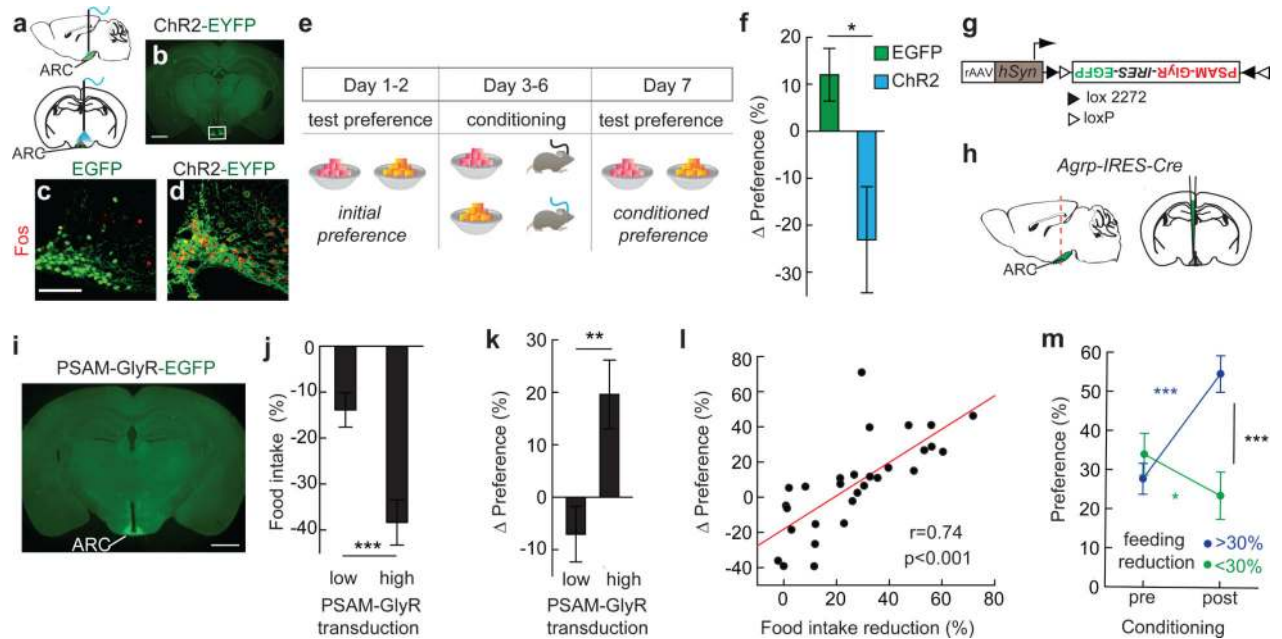 a
ChR2-EYFP
ARC
b
ARC
EGFP
ChR2-EYFP
c
d
Fos
e
Day 1-2
Day 3-6
Day 7
test preference
conditioning
test preference
initial
preference
conditioned
preference
f
Δ Preference (%)
*
EGFP
ChR2
20
10
0
-10
-20
-30
g
rAAV
hSyn
PSAM-GlyR-IRES-EGFP
lox 2272
loxP
h
Agrp-IRES-Cre
ARC
i
PSAM-GlyR-EGFP
ARC
j
Food intake (%)
0
-10
-20
-30
-40
***
low high
PSAM-GlyR
transduction
k
Δ Preference (%)
30
20
10
0
-10
**
low high
PSAM-GlyR
transduction
l
Δ Preference (%)
80
60
40
20
0
-20
-40
r=0.74
p<0.001
0 20 40 60 80
Food intake reduction (%)
m
Preference (%)
60
50
40
30
20
10
0
***
***
*
feeding
reduction
>30%
<30%
pre post
Conditioning